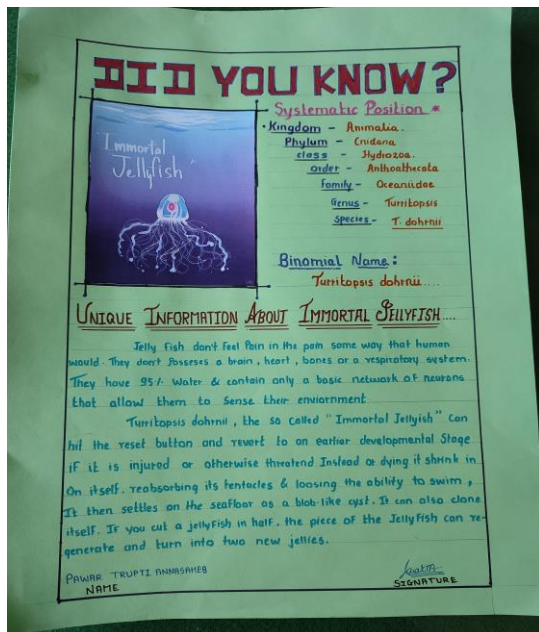 DID YOU KNOW?
"Immortal
Jellyfish"
Systematic Position *
• Kingdom - Animalia.
Phylum - Cnidaria
class - Hydrozoa.
order - Anthoathecata
Family - Oceaniidae
Genus - Turritopsis
Species - T. dohrnii
Binomial Name :
Turritopsis dohrnii....
UNIQUE INFORMATION ABOUT IMMORTAL JELLYFISH....
Jelly fish don't feel Pain in the pain same way that human
would. They don't Posseses a brain, heart, bones or a respiratory system.
They have 95% Water & contain only a basic network of neurons
that allow them to Sense their enviornment
Turritopsis dohrnii, the so called "Immortal Jellyish" Can
hit the reset button and revert to an earlier developmental Stage
if it is injured or otherwise threatend Instead or dying it shrink in
On itself. reabsorbing its tentacles & loosing the ability to swim,
It then settles on the seafloor as a blob-like cyst. It can also clone
itself. If you cut a jellyfish in half, the piece of the Jellyfish can re-
generate and turn into two new jellies.
PAWAR TRUPTI ANNASAHEB
NAME
SIGNATURE